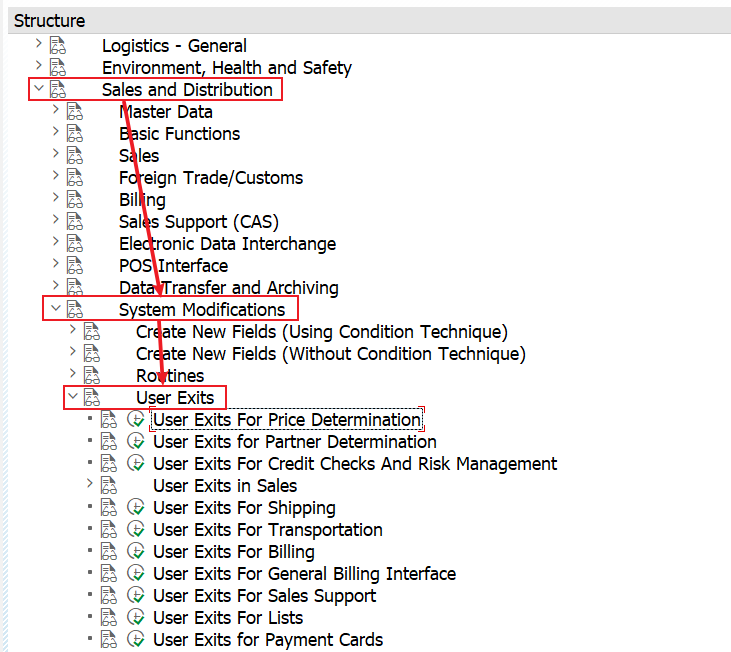 Structure
Logistics - General
Environment, Health and Safety
Sales and Distribution
Master Data
Basic Functions
Sales
Foreign Trade/Customs
Billing
Sales Support (CAS)
Electronic Data Interchange
POS Interface
Data Transfer and Archiving
System Modifications
Create New Fields (Using Condition Technique)
Create New Fields (Without Condition Technique)
Routines
User Exits
User Exits For Price Determination
User Exits for Partner Determination
User Exits For Credit Checks And Risk Management
User Exits in Sales
User Exits For Shipping
User Exits For Transportation
User Exits For Billing
User Exits For General Billing Interface
User Exits For Sales Support
User Exits For Lists
User Exits for Payment Cards